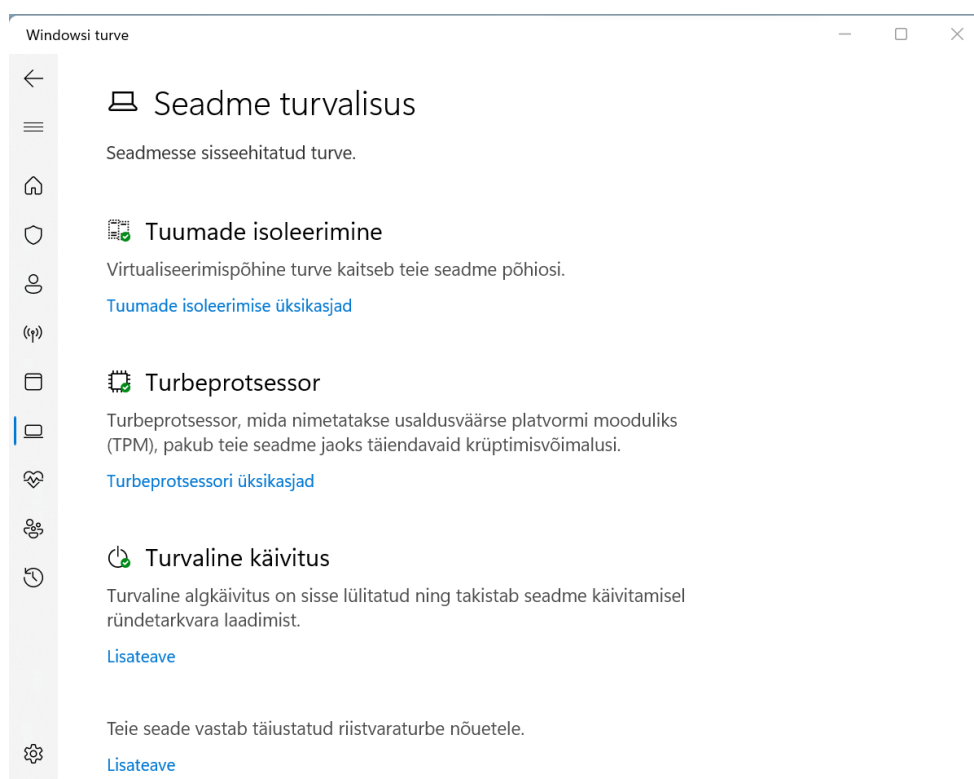 Windowsi turve
Seadme turvalisus
Seadmesse sisseehitatud turve.
Tuumade isoleerimine
Virtualiseerimispõhine turve kaitseb teie seadme põhiosi.
Tuumade isoleerimise üksikasjad
Turbeprotsessor
Turbeprotsessor, mida nimetatakse usaldusväärse platvormi mooduliks
(TPM), pakub teie seadme jaoks täiendavaid krüptimisvõimalusi.
Turbeprotsessori üksikasjad
Turvaline käivitus
Turvaline algkäivitus on sisse lülitatud ning takistab seadme käivitamisel
ründetarkvara laadimist.
Lisateave
Teie seade vastab täiustatud riistvaraturbe nõuetele.
Lisateave